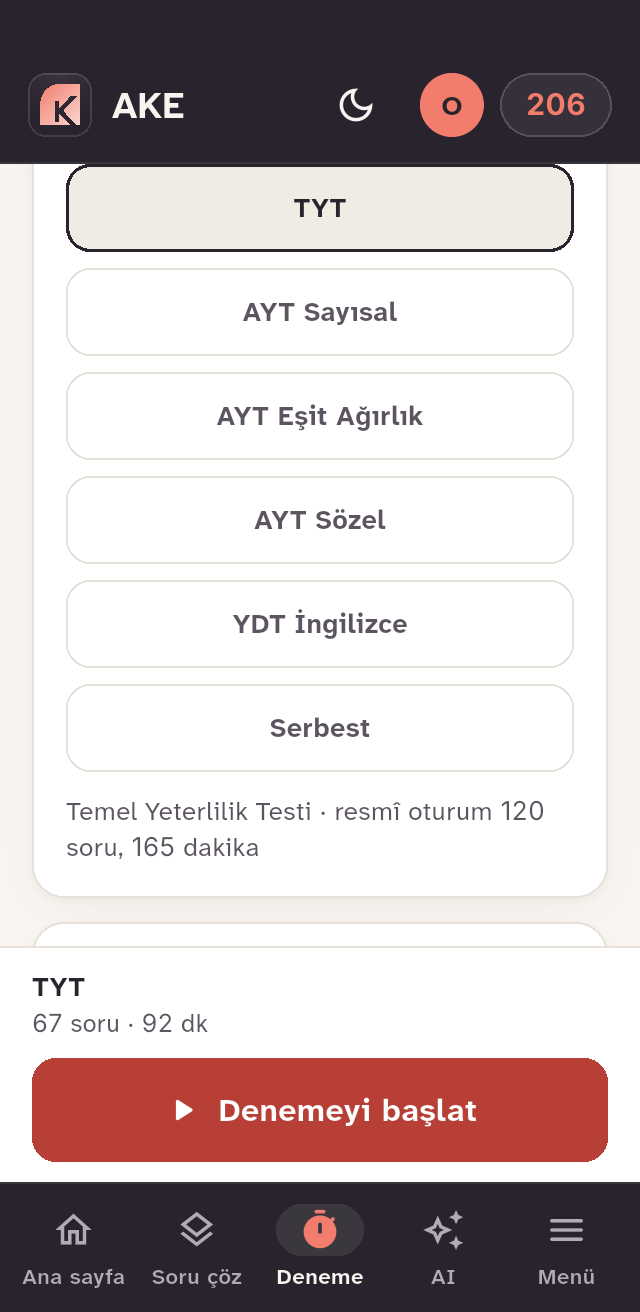 K
AKE
O
206
TYT
AYT Sayısal
AYT Eşit Ağırlık
AYT Sözel
YDT İngilizce
Serbest
Temel Yeterlilik Testi · resmî oturum 120
soru, 165 dakika
TYT
67 soru · 92 dk
Denemeyi başlat
Ana sayfa
Soru çöz
Deneme
AI
Menü